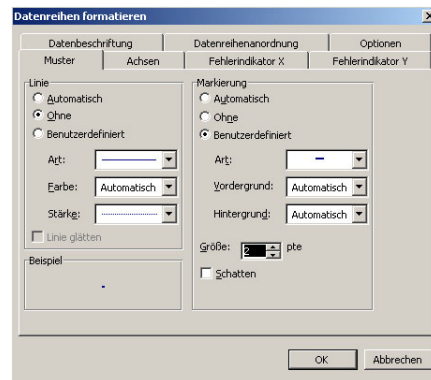 Datenreihen formatieren
Datenbeschriftung Datenreihenanordnung Optionen
Muster Achsen Fehlerindikator X Fehlerindikator Y
Linie
Automatisch
Ohne
Benutzerdefiniert
Art:
Farbe: Automatisch
Stärke:
Linie glätten
Beispiel
Markierung
Automatisch
Ohne
Benutzerdefiniert
Art:
Vordergrund: Automatisch
Hintergrund: Automatisch
Größe: 2 pte
Schatten
OK Abbrechen